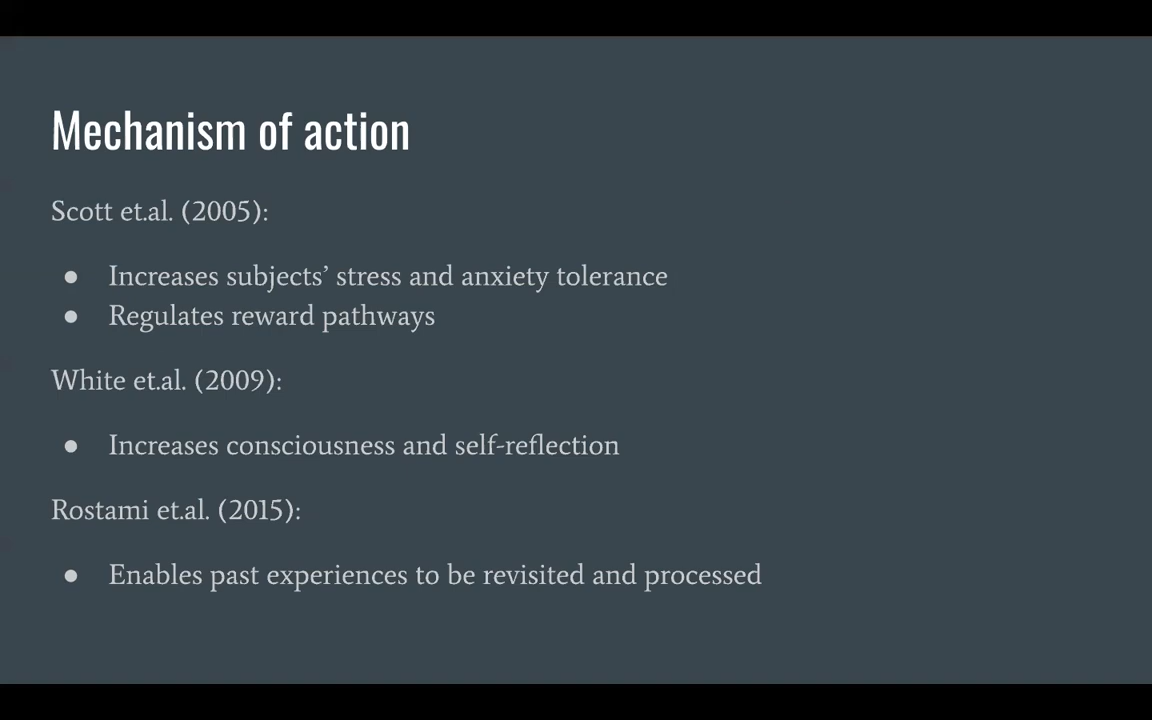 Mechanism of action
Scott et.al. (2005):
● Increases subjects’ stress and anxiety tolerance
● Regulates reward pathways
White et.al. (2009):
● Increases consciousness and self-reflection
Rostami et.al. (2015):
● Enables past experiences to be revisited and processed